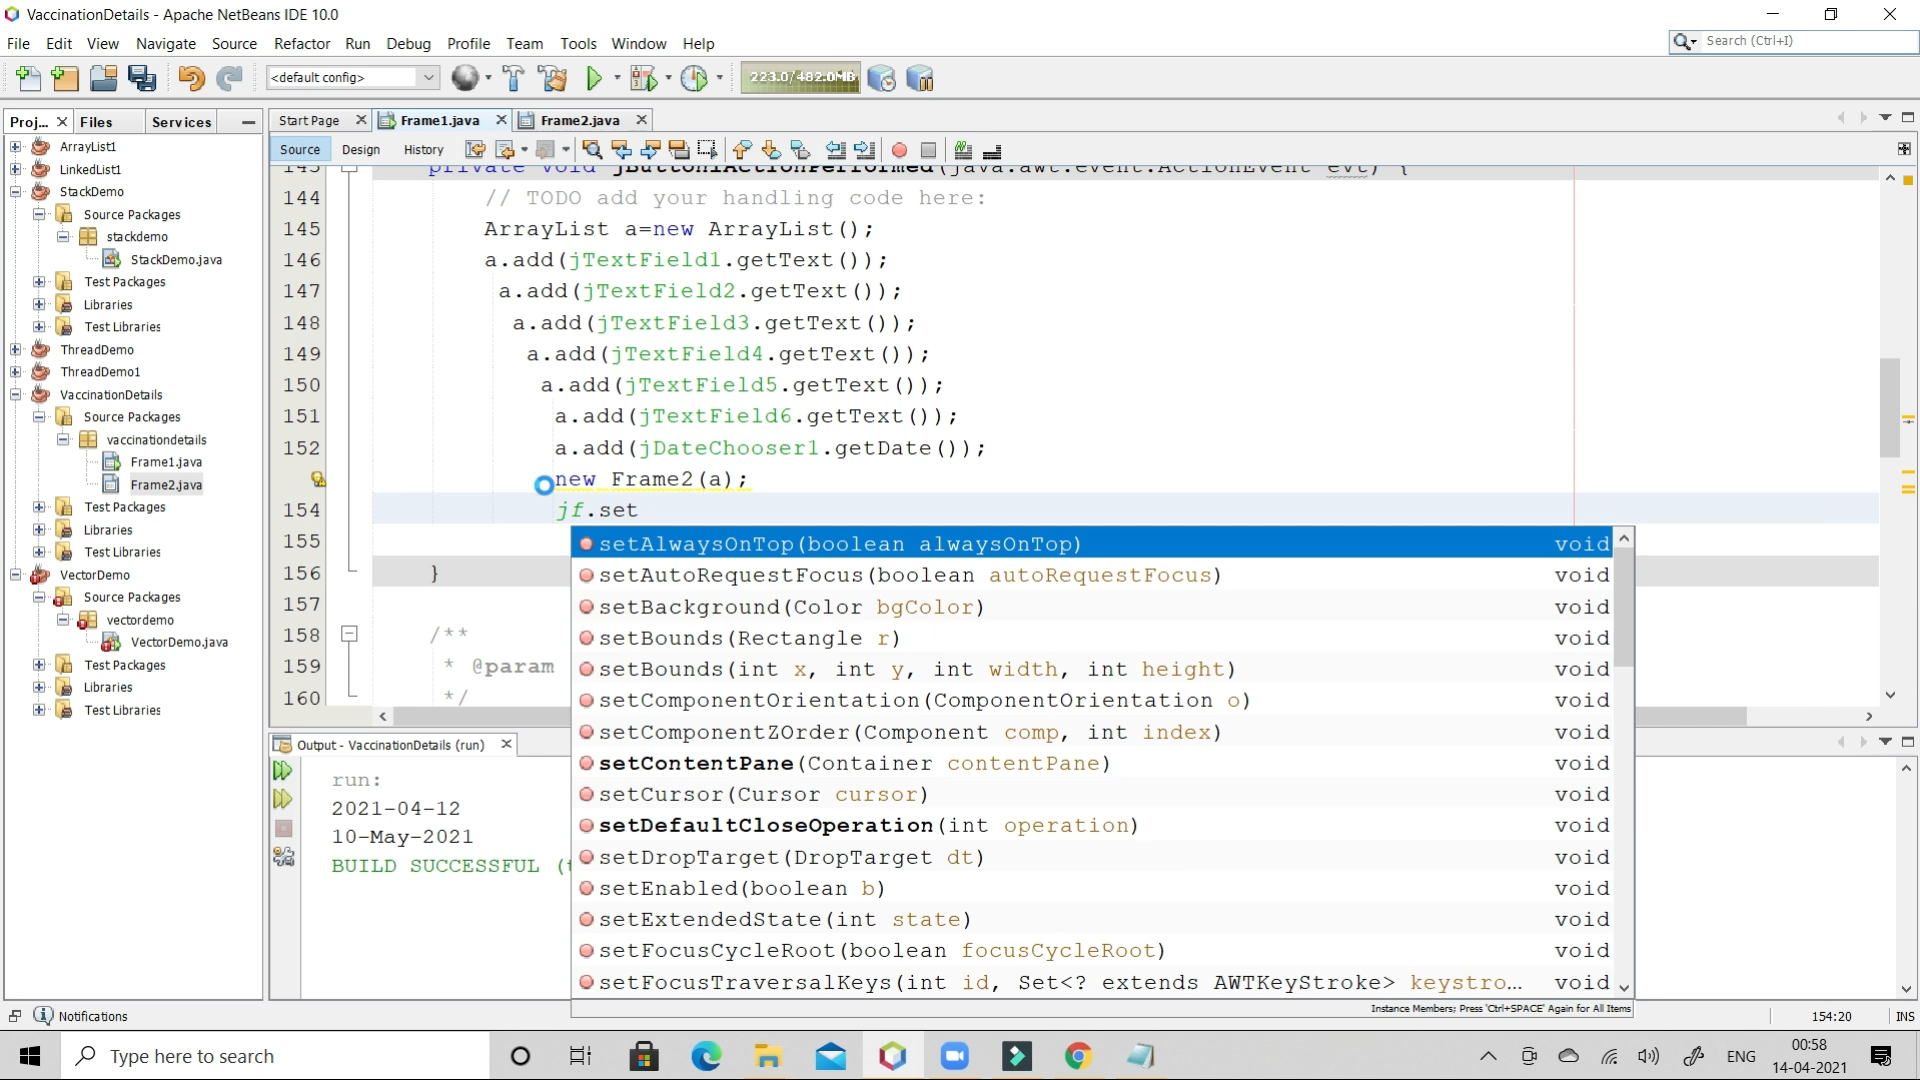 VaccinationDetails - Apache NetBeans IDE 10.0
File Edit View Navigate Source Refactor Run Debug Profile Team Tools Window Help
Search (Ctrl+I)
<default config>
223.0/482.0MB
Proj... Files Services
Start Page Frame1.java Frame2.java
Source Design History
ArrayList1
LinkedList1
StackDemo
Source Packages
stackdemo
StackDemo.java
Test Packages
Libraries
Test Libraries
ThreadDemo
ThreadDemo1
VaccinationDetails
Source Packages
vaccinationdetails
Frame1.java
Frame2.java
Test Packages
Libraries
Test Libraries
VectorDemo
Source Packages
vectordemo
VectorDemo.java
Test Packages
Libraries
Test Libraries
143 private void jButton1ActionPerformed(java.awt.event.ActionEvent evt) {
144 // TODO add your handling code here:
145 ArrayList a=new ArrayList();
146 a.add(jTextField1.getText());
147 a.add(jTextField2.getText());
148 a.add(jTextField3.getText());
149 a.add(jTextField4.getText());
150 a.add(jTextField5.getText());
151 a.add(jTextField6.getText());
152 a.add(jDateChooser1.getDate());
new Frame2(a);
154 jf.set
155
156 }
157
158 /**
159 * @param
160 */
setAlwaysOnTop(boolean alwaysOnTop) void
setAutoRequestFocus(boolean autoRequestFocus) void
setBackground(Color bgColor) void
setBounds(Rectangle r) void
setBounds(int x, int y, int width, int height) void
setComponentOrientation(ComponentOrientation o) void
setComponentZOrder(Component comp, int index) void
setContentPane(Container contentPane) void
setCursor(Cursor cursor) void
setDefaultCloseOperation(int operation) void
setDropTarget(DropTarget dt) void
setEnabled(boolean b) void
setExtendedState(int state) void
setFocusCycleRoot(boolean focusCycleRoot) void
setFocusTraversalKeys(int id, Set<? extends AWTKeyStroke> keystro... void
Instance Members; Press 'Ctrl+SPACE' Again for All Items
Output - VaccinationDetails (run)
run:
2021-04-12
10-May-2021
BUILD SUCCESSFUL (
Notifications
154:20 INS
Type here to search
ENG
00:58
14-04-2021